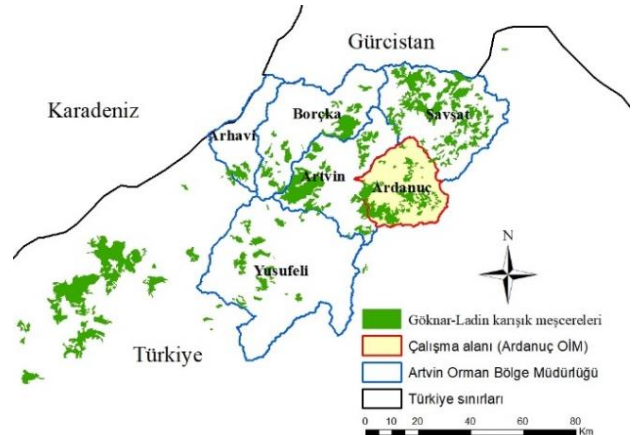 Gürcistan
Karadeniz
Borçka
Şavşat
Arhavi
Artvin
Ardanuç
Yusufeli
Türkiye
N
Göknar-Ladin karışık meşcereleri
Çalışma alanı (Ardanuç OİM)
Artvin Orman Bölge Müdürlüğü
Türkiye sınırları
0 10 20 40 60 80
Km